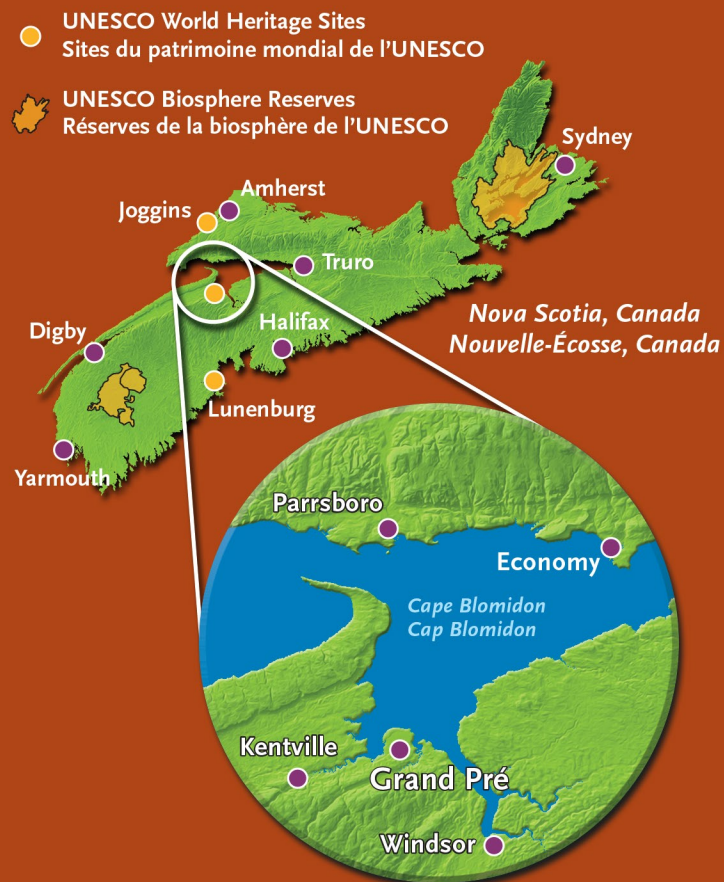 UNESCO World Heritage Sites
Sites du patrimoine mondial de l'UNESCO
UNESCO Biosphere Reserves
Réserves de la biosphère de l'UNESCO
Sydney
Amherst
Joggins
Truro
Nova Scotia, Canada
Nouvelle-Écosse, Canada
Digby
Halifax
Lunenburg
Yarmouth
Parrsboro
Economy
Cape Blomidon
Cap Blomidon
Kentville
Grand Pré
Windsor